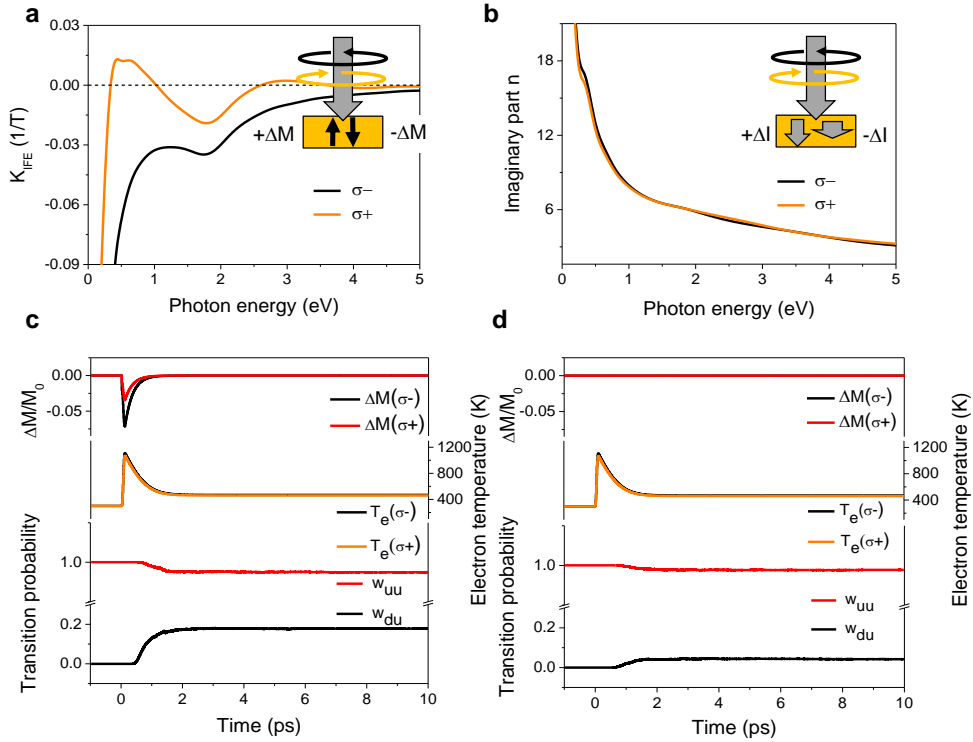 a
K_IFE (1/T)
0.03
0.00
-0.03
-0.06
-0.09
+ΔM
-ΔM
σ−
σ+
0 1 2 3 4 5
Photon energy (eV)
b
Imaginary part n
18
12
6
+ΔI
-ΔI
σ−
σ+
0 1 2 3 4 5
Photon energy (eV)
c
ΔM/M_0
0.00
-0.05
ΔM(σ-)
ΔM(σ+)
1200
800
400
Electron temperature (K)
T_e(σ-)
T_e(σ+)
Transition probability
1.0
w_uu
w_du
0.2
0.0
0 2 4 6 8 10
Time (ps)
d
ΔM/M_0
0.00
-0.05
ΔM(σ-)
ΔM(σ+)
1200
800
400
Electron temperature (K)
T_e(σ-)
T_e(σ+)
Transition probability
1.0
w_uu
w_du
0.2
0.0
0 2 4 6 8 10
Time (ps)